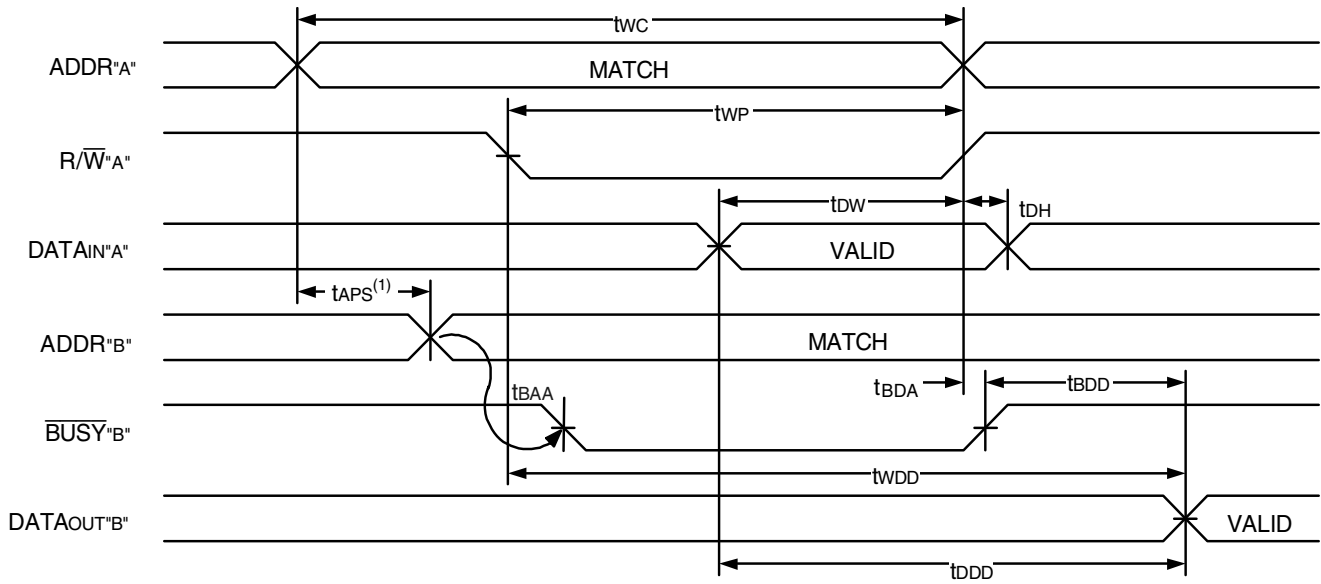 tWC
ADDR"A"
MATCH
tWP
R/W̅"A"
tDW
tDH
DATAIN"A"
VALID
tAPS(1)
ADDR"B"
MATCH
tBAA
tBDA
tBDD
B̅U̅S̅Y̅"B"
tWDD
DATAOUT"B"
VALID
tDDD